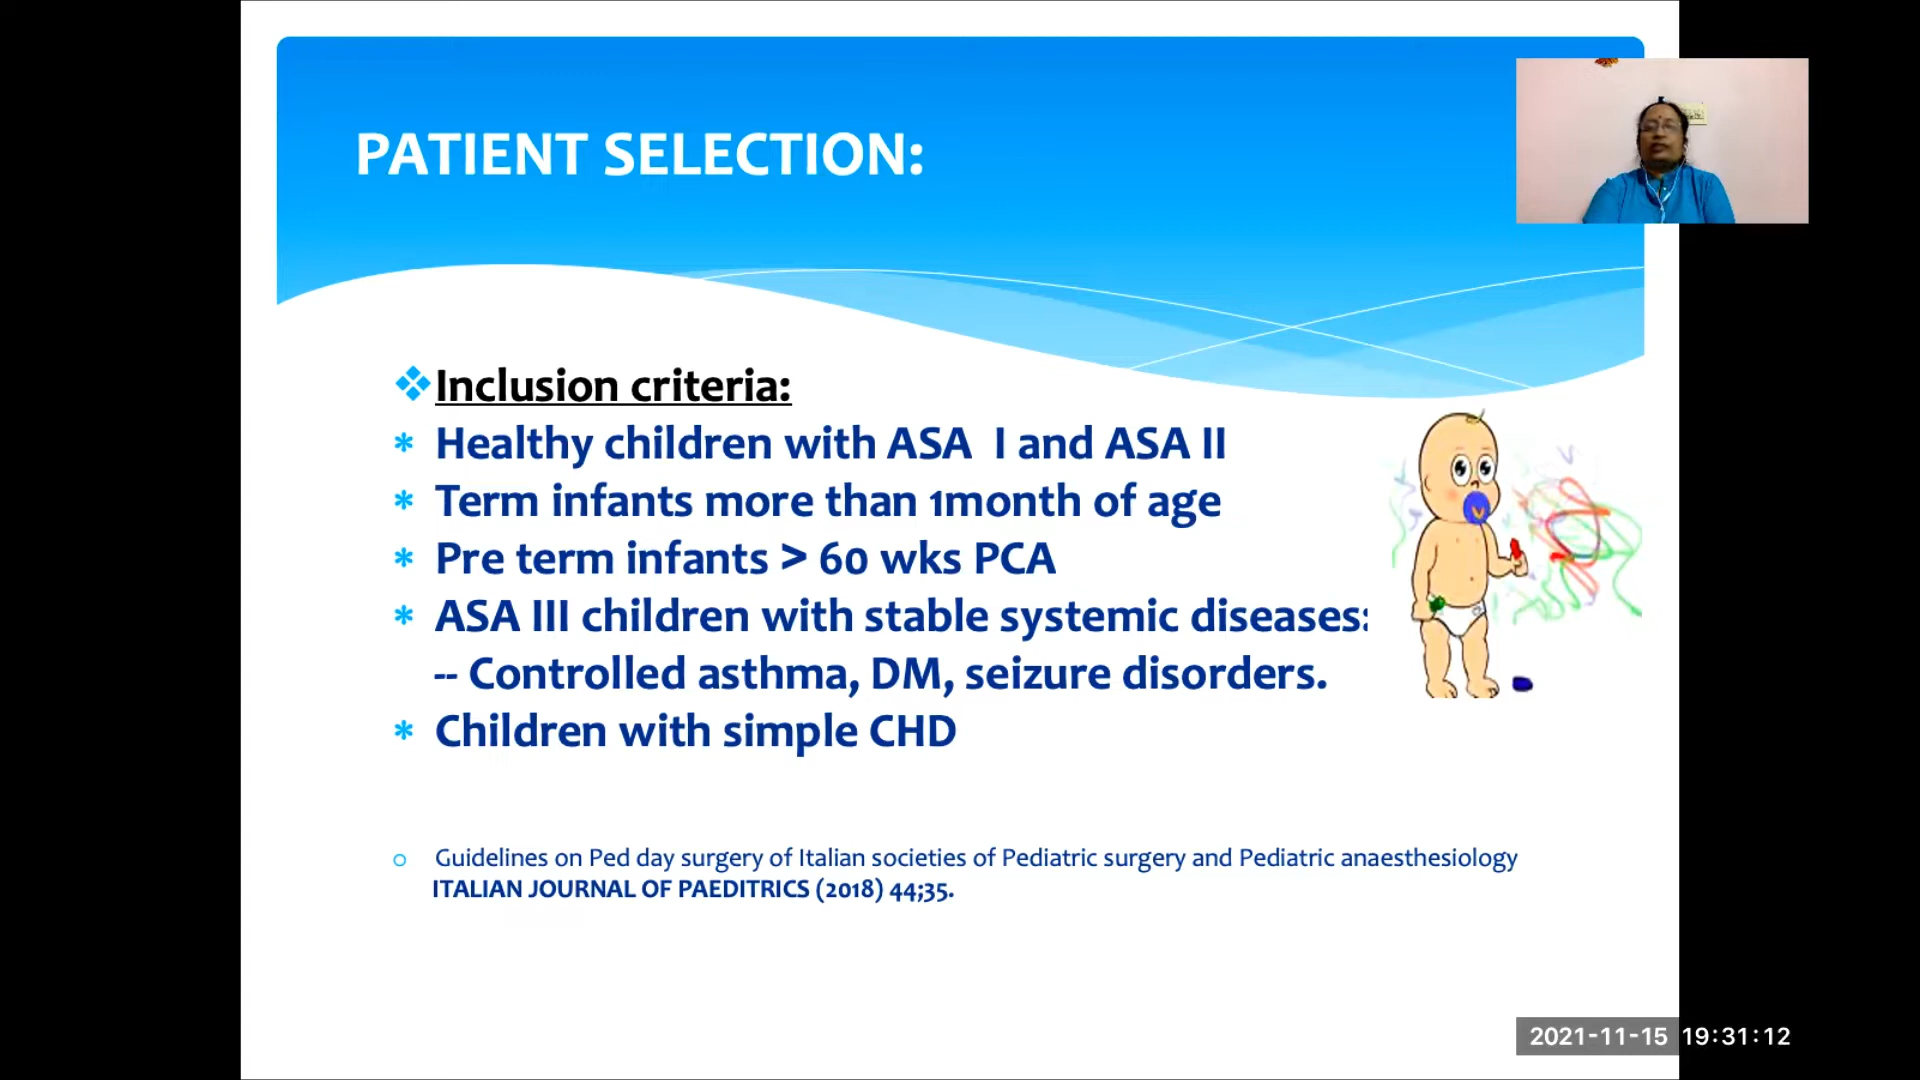 PATIENT SELECTION:
Inclusion criteria:
Healthy children with ASA I and ASA II
Term infants more than 1month of age
Pre term infants > 60 wks PCA
ASA III children with stable systemic diseases:
-- Controlled asthma, DM, seizure disorders.
Children with simple CHD
Guidelines on Ped day surgery of Italian societies of Pediatric surgery and Pediatric anaesthesiology
ITALIAN JOURNAL OF PAEDITRICS (2018) 44;35.
2021-11-15 19:31:12